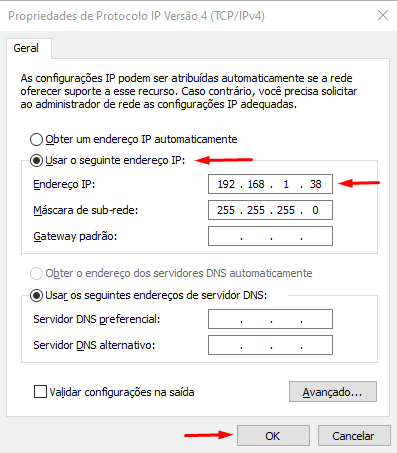 Propriedades de Protocolo IP Versão 4 (TCP/IPv4)
Geral
As configurações IP podem ser atribuídas automaticamente se a rede
oferecer suporte a esse recurso. Caso contrário, você precisa solicitar
ao administrador de rede as configurações IP adequadas.
Obter um endereço IP automaticamente
Usar o seguinte endereço IP:
Endereço IP: 192 . 168 . 1 . 38
Máscara de sub-rede: 255 . 255 . 255 . 0
Gateway padrão: . . .
Obter o endereço dos servidores DNS automaticamente
Usar os seguintes endereços de servidor DNS:
Servidor DNS preferencial: . . .
Servidor DNS alternativo: . . .
Validar configurações na saída Avançado...
OK Cancelar